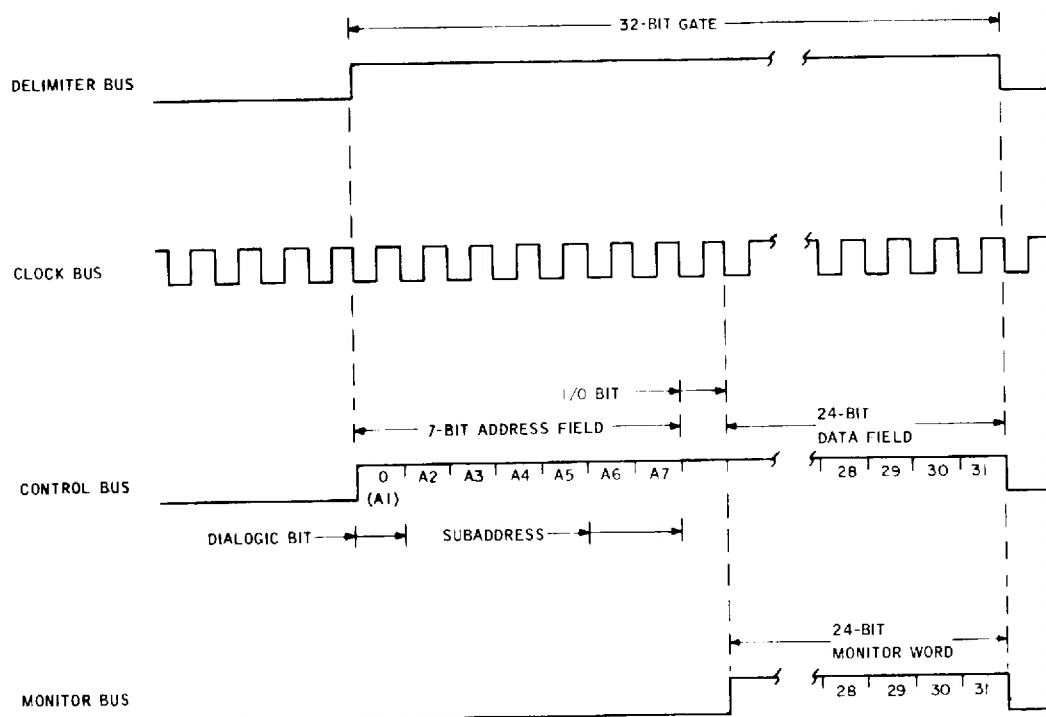 32-BIT GATE
DELIMITER BUS
CLOCK BUS
I/O BIT
7-BIT ADDRESS FIELD
24-BIT
DATA FIELD
CONTROL BUS
0 A2 A3 A4 A5 A6 A7 28 29 30 31
(A1)
DIALOGIC BIT
SUBADDRESS
24-BIT
MONITOR WORD
MONITOR BUS
28 29 30 31